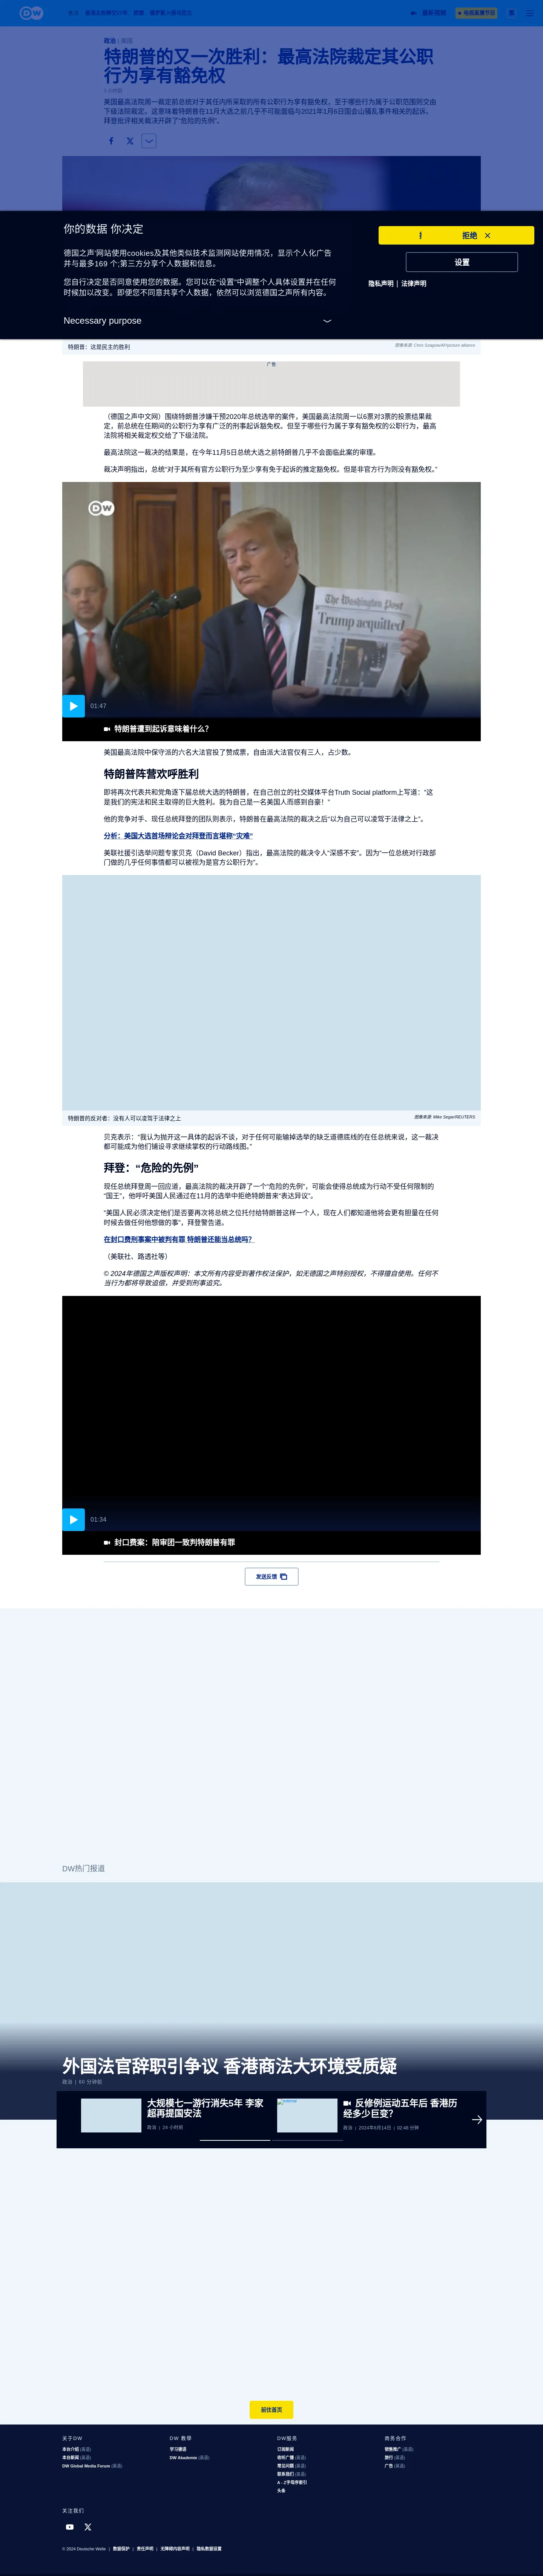 DW
政治 | 美国
特朗普的又一次胜利：最高法院裁定其公职
行为享有豁免权
美国最高法院周一裁定前总统对于其任内所采取的所有公职行为享有豁免权，至于哪些行为属于公职范围则交由
下级法院裁定。这意味着特朗普在11月大选之前几乎不可能面临与2021年1月6日国会山骚乱事件相关的起诉。
拜登批评相关裁决开辟了“危险的先例”。
你的数据 你决定
德国之声'网站使用cookies及其他类似技术监测网站使用情况，显示个人化广告
并与最多169 个,第三方分享个人数据和信息。
您自行决定是否同意使用您的数据。您可以在“设置”中调整个人具体设置并在任何
时候加以改变。即便您不同意共享个人数据，依然可以浏览德国之声所有内容。
Necessary purpose
拒绝
设置
隐私声明 | 法律声明
特朗普：这是民主的胜利
图像来源: Chris Szagola/AP/picture alliance
广告
（德国之声中文网）围绕特朗普涉嫌干预2020年总统选举的案件，美国最高法院周一以6票对3票的投票结果裁
定，前总统在任期间的公职行为享有广泛的刑事起诉豁免权。但至于哪些行为属于享有豁免权的公职行为，最高
法院将相关裁定权交给了下级法院。
最高法院这一裁决的结果是，在今年11月5日总统大选之前特朗普几乎不会面临此案的审理。
裁决声明指出，总统“对于其所有官方公职行为至少享有免于起诉的推定豁免权。但是非官方行为则没有豁免权。”
DW
Trump acquitted
01:47
特朗普遭到起诉意味着什么？
美国最高法院中保守派的六名大法官投了赞成票，自由派大法官仅有三人，占少数。
特朗普阵营欢呼胜利
即将再次代表共和党角逐下届总统大选的特朗普，在自己创立的社交媒体平台Truth Social platform上写道：“这
是我们的宪法和民主取得的巨大胜利。我为自己是一名美国人而感到自豪！”
他的竞争对手、现任总统拜登的团队则表示，特朗普在最高法院的裁决之后“以为自己可以凌驾于法律之上”。
分析：美国大选首场辩论会对拜登而言堪称“灾难”
美联社援引选举问题专家贝克（David Becker）指出，最高法院的裁决令人“深感不安”。因为“一位总统对行政部
门做的几乎任何事情都可以被视为是官方公职行为”。
特朗普的反对者：没有人可以凌驾于法律之上
图像来源: Mike Segar/REUTERS
贝克表示：“我认为抛开这一具体的起诉不谈，对于任何可能输掉选举的缺乏道德底线的在任总统来说，这一裁决
都可能成为他们铺设寻求继续掌权的行动路线图。”
拜登：“危险的先例”
现任总统拜登周一回应道，最高法院的裁决开辟了一个“危险的先例”，可能会使得总统成为行动不受任何限制的
“国王”，他呼吁美国人民通过在11月的选举中拒绝特朗普来“表达异议”。
“美国人民必须决定他们是否要再次将总统之位托付给特朗普这样一个人，现在人们都知道他将会更有胆量在任何
时候去做任何他想做的事”，拜登警告道。
在封口费刑事案中被判有罪 特朗普还能当总统吗？
（美联社、路透社等）
© 2024年德国之声版权声明：本文所有内容受到著作权法保护，如无德国之声特别授权，不得擅自使用。任何不
当行为都将导致追偿，并受到刑事追究。
01:34
封口费案：陪审团一致判特朗普有罪
发送反馈
DW热门报道
外国法官辞职引争议 香港商法大环境受质疑
政治 | 60 分钟前
大规模七一游行消失5年 李家
超再提国安法
政治 | 24 小时前
反修例运动五年后 香港历
经多少巨变？
政治 | 2024年6月14日 | 02:48 分钟
前往首页
关于DW
本台介绍 (英语)
本台新闻 (英语)
DW Global Media Forum (英语)
DW 教學
学习德语
DW Akademie (英语)
DW服务
订阅新闻
收听广播 (英语)
常见问题 (英语)
联系我们 (英语)
A - Z字母序索引
头条
商务合作
销售推广 (英语)
旅行 (英语)
广告 (英语)
关注我们
© 2024 Deutsche Welle | 数据保护 | 责任声明 | 无障碍内容声明 | 隐私数据设置